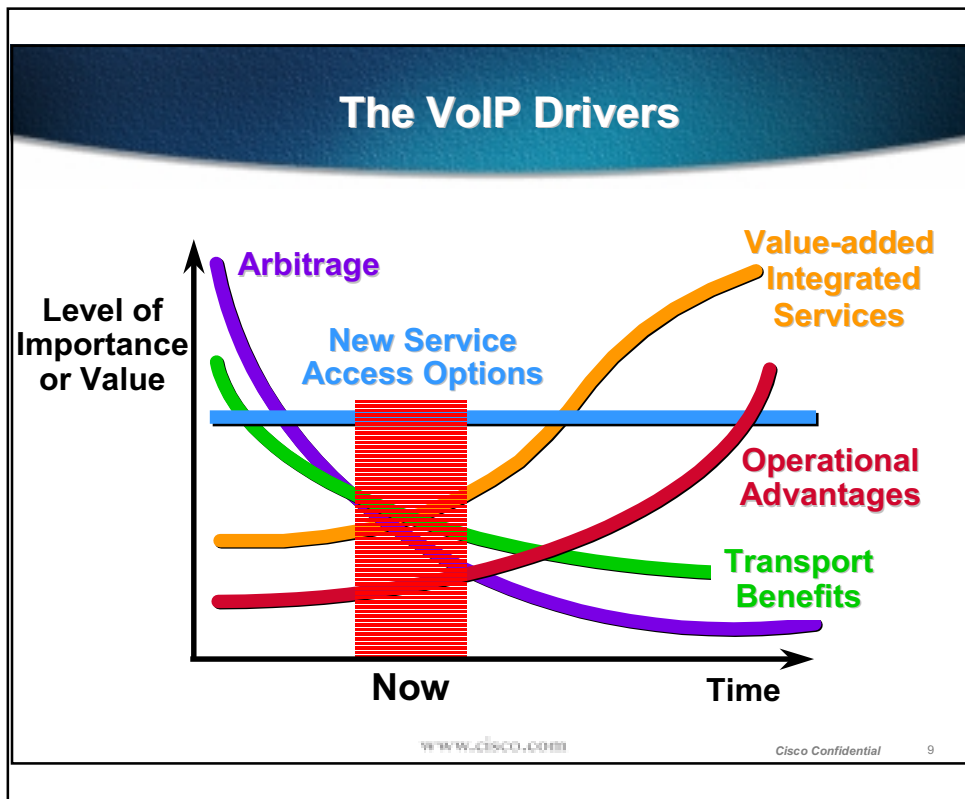 The VoIP Drivers
Arbitrage
Value-added
Integrated
Services
Level of
Importance
or Value
New Service
Access Options
Operational
Advantages
Transport
Benefits
Now
Time
www.cisco.com
Cisco Confidential
9